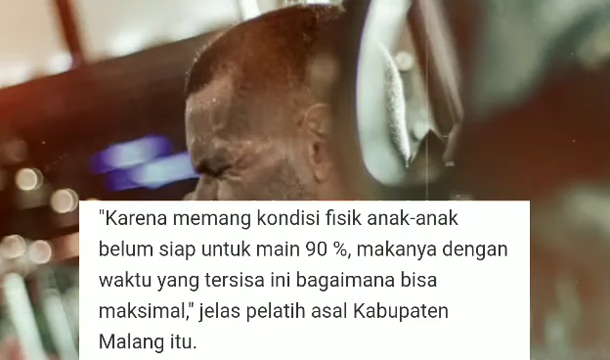 "Karena memang kondisi fisik anak-anak
belum siap untuk main 90 %, makanya dengan
waktu yang tersisa ini bagaimana bisa
maksimal," jelas pelatih asal Kabupaten
Malang itu.